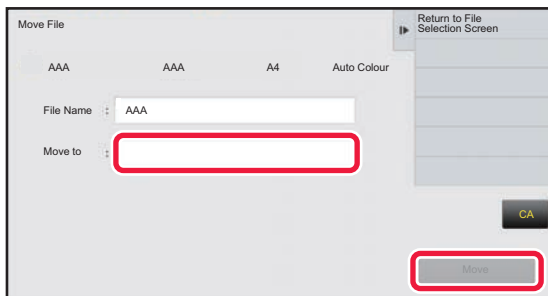 Move File
Return to File
Selection Screen
AAA AAA A4 Auto Colour
File Name : AAA
Move to :
CA
Move